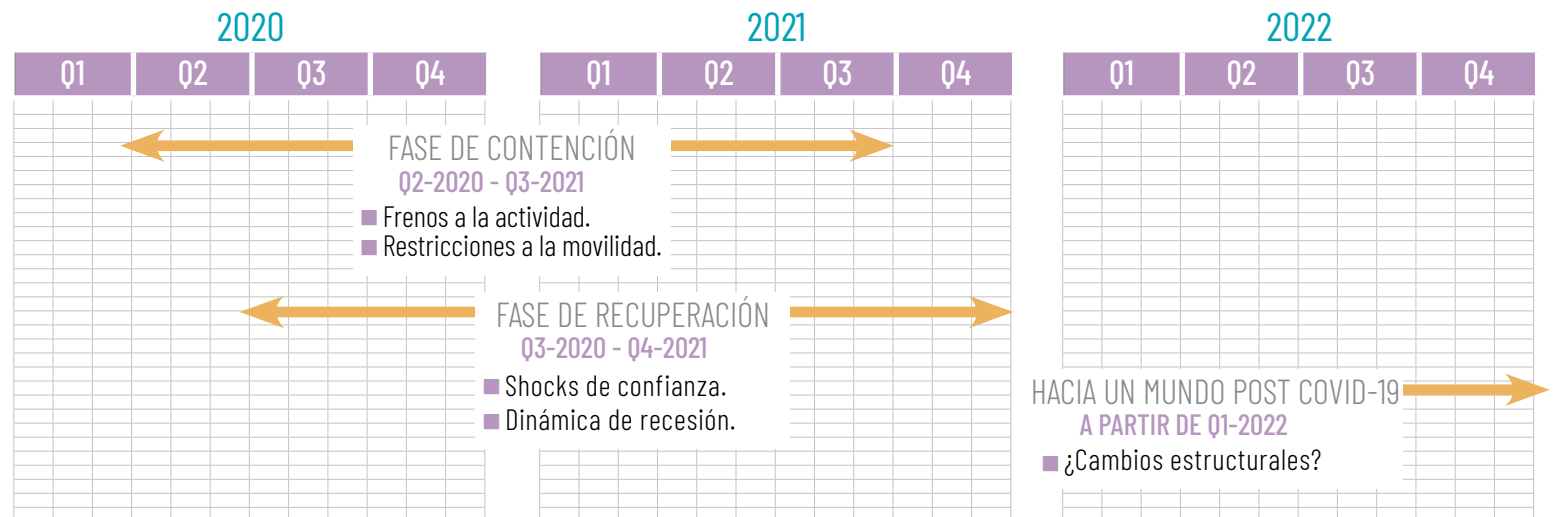 2020 2021 2022
Q1 Q2 Q3 Q4 Q1 Q2 Q3 Q4 Q1 Q2 Q3 Q4
FASE DE CONTENCIÓN
Q2-2020 - Q3-2021
Frenos a la actividad.
Restricciones a la movilidad.
FASE DE RECUPERACIÓN
Q3-2020 - Q4-2021
Shocks de confianza.
Dinámica de recesión.
HACIA UN MUNDO POST COVID-19
A PARTIR DE Q1-2022
¿Cambios estructurales?